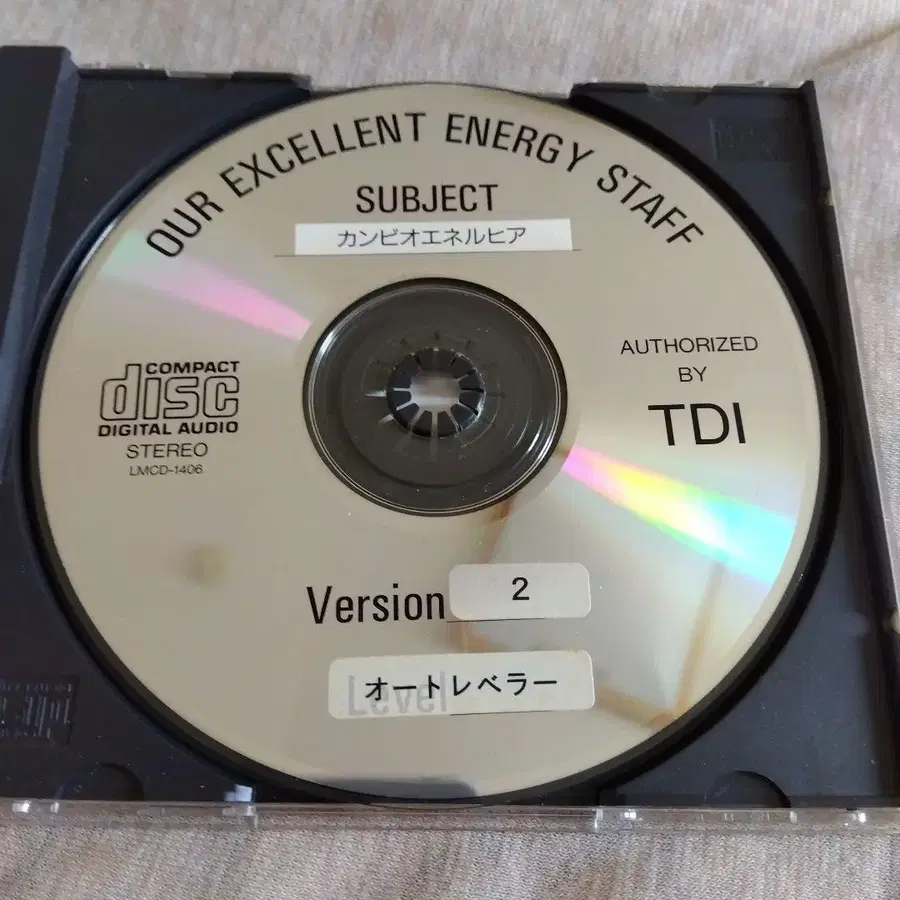 OUR EXCELLENT ENERGY STAFF
SUBJECT
カンビオエネルヒア
COMPACT
disc
DIGITAL AUDIO
STEREO
LMCD-1406
AUTHORIZED
BY
TDI
Version 2
Level
オートレベラー